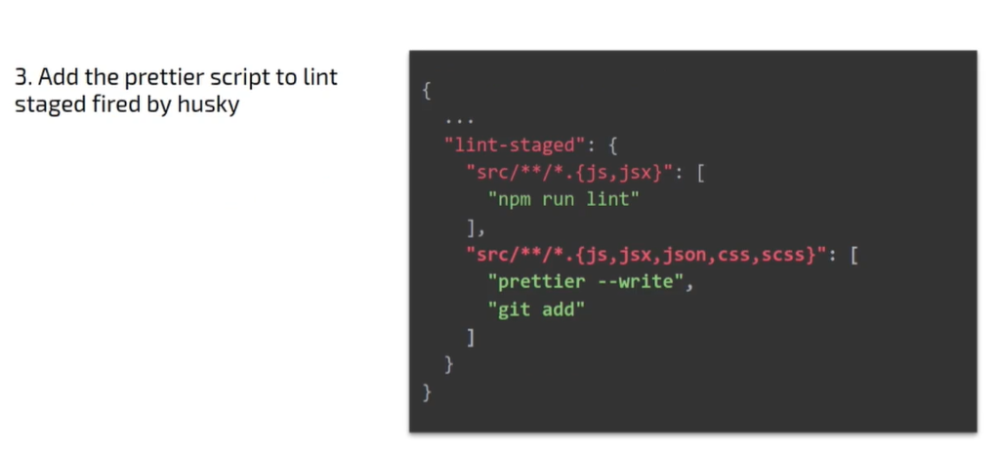 3. Add the prettier script to lint
staged fired by husky
{
...
"lint-staged": {
"src/**/*.{js,jsx}": [
"npm run lint"
],
"src/**/*.{js,jsx,json,css,scss}": [
"prettier --write",
"git add"
]
}
}